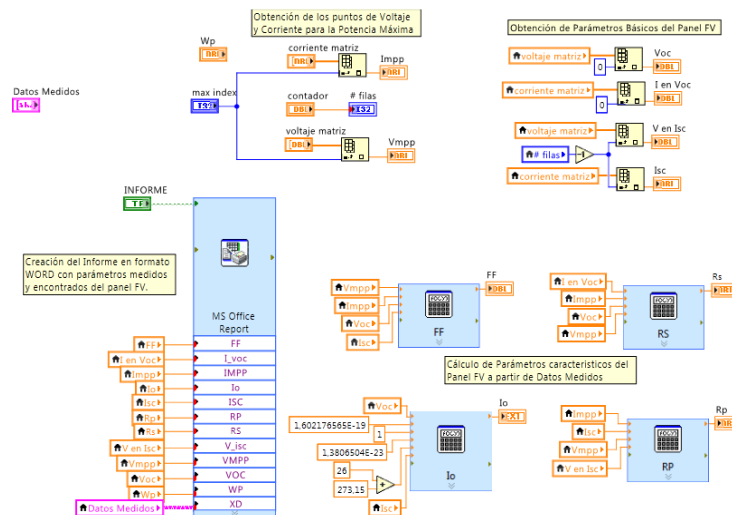 Obtención de los puntos de Voltaje
y Corriente para la Potencia Máxima
Obtención de Parámetros Básicos del Panel FV
Wp
corriente matriz
Impp
Datos Medidos
max index
contador
# filas
DBL
voltaje matriz
Vmpp
DBL
voltaje matriz
Voc
0
DBL
corriente matriz
I en Voc
0
DBL
voltaje matriz
V en Isc
# filas
corriente matriz
Isc
INFORME
TF
Creación del Informe en formato
WORD con parámetros medidos
y encontrados del panel FV.
MS Office
Report
FF
FF
I en Voc
I_voc
Impp
IMPP
Io
Io
Isc
ISC
Rp
RP
Rs
RS
V en Isc
V_isc
Vmpp
VMPP
Voc
VOC
Wp
WP
Datos Medidos
XD
Vmpp
Impp
Voc
Isc
FF
FF
DBL
I en Voc
Impp
Voc
Vmpp
RS
Rs
Cálculo de Parámetros caracteristicos del
Panel FV a partir de Datos Medidos
Voc
1,602176565E-19
1
1,3806504E-23
26
273,15
+
Isc
Io
Io
EXT
Impp
Isc
Vmpp
V en Isc
RP
Rp